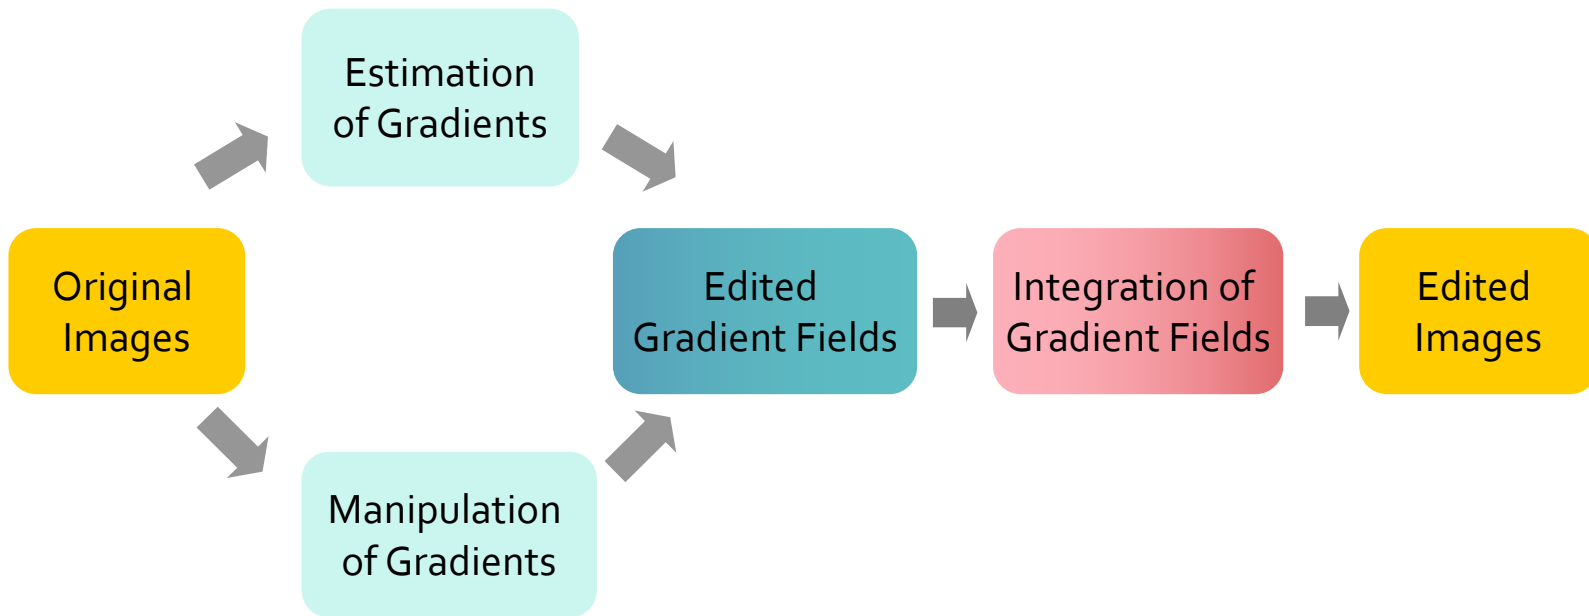 Estimation
of Gradients
Original
Images
Edited
Gradient Fields
Integration of
Gradient Fields
Edited
Images
Manipulation
of Gradients